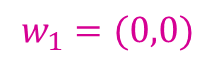 w₁ = (0,0)